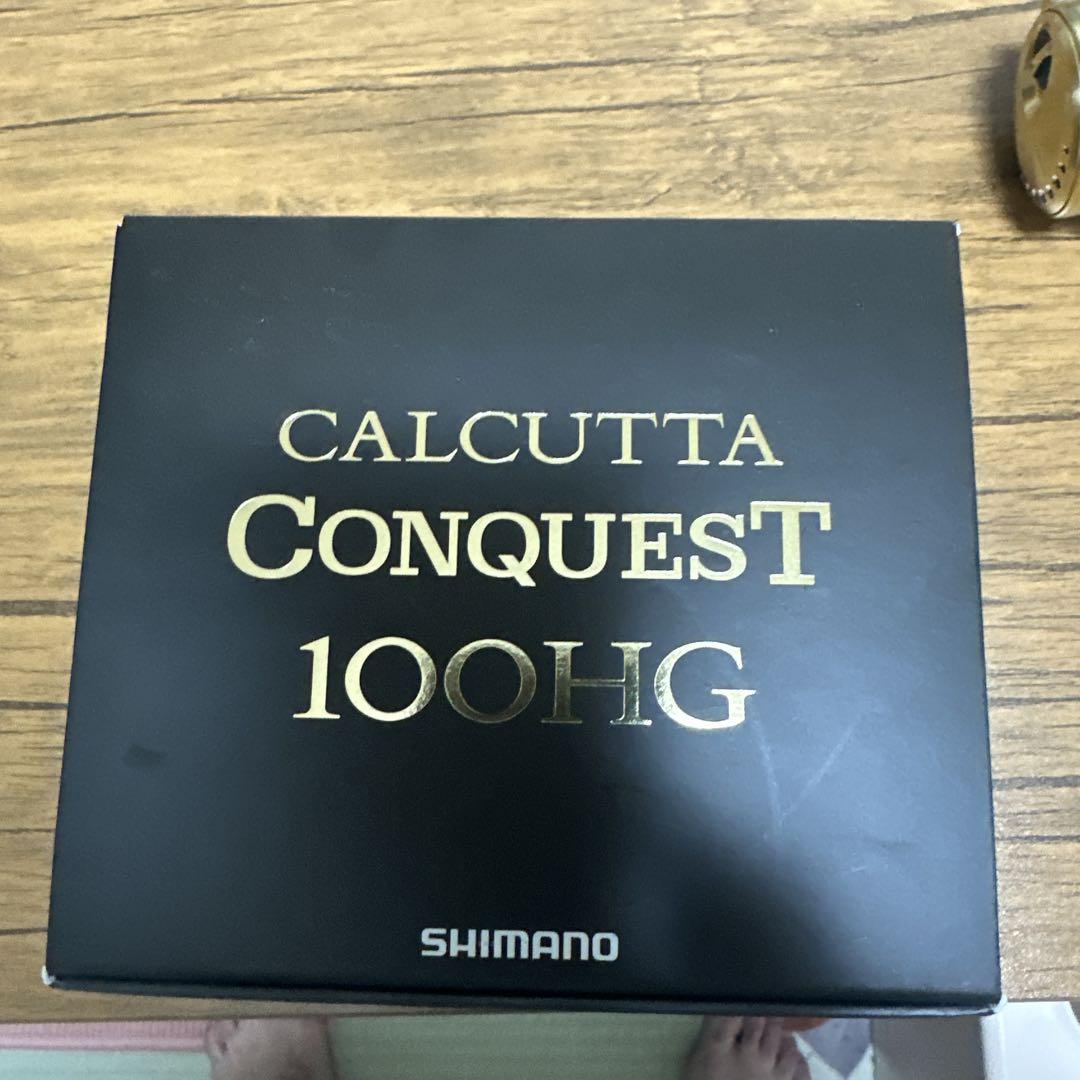 CALCUTTA
CONQUEST
100HG
SHIMANO